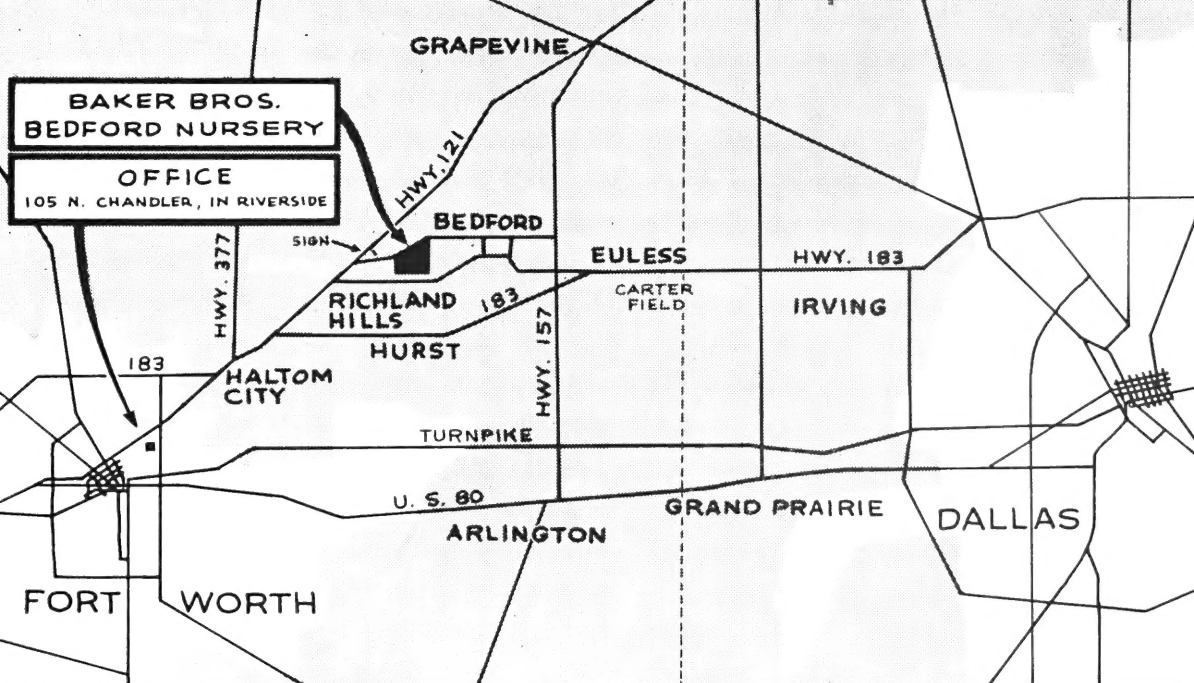 GRAPEVINE
BAKER BROS.
BEDFORD NURSERY
HWY. 121
OFFICE
105 N. CHANDLER, IN RIVERSIDE
BEDFORD
SIGN
HWY. 377
EULESS
HWY. 183
CARTER
FIELD
RICHLAND
HILLS
183
IRVING
HURST
HWY. 157
183
HALTOM
CITY
TURNPIKE
U.S. 80
GRAND PRAIRIE
DALLAS
ARLINGTON
FORT WORTH